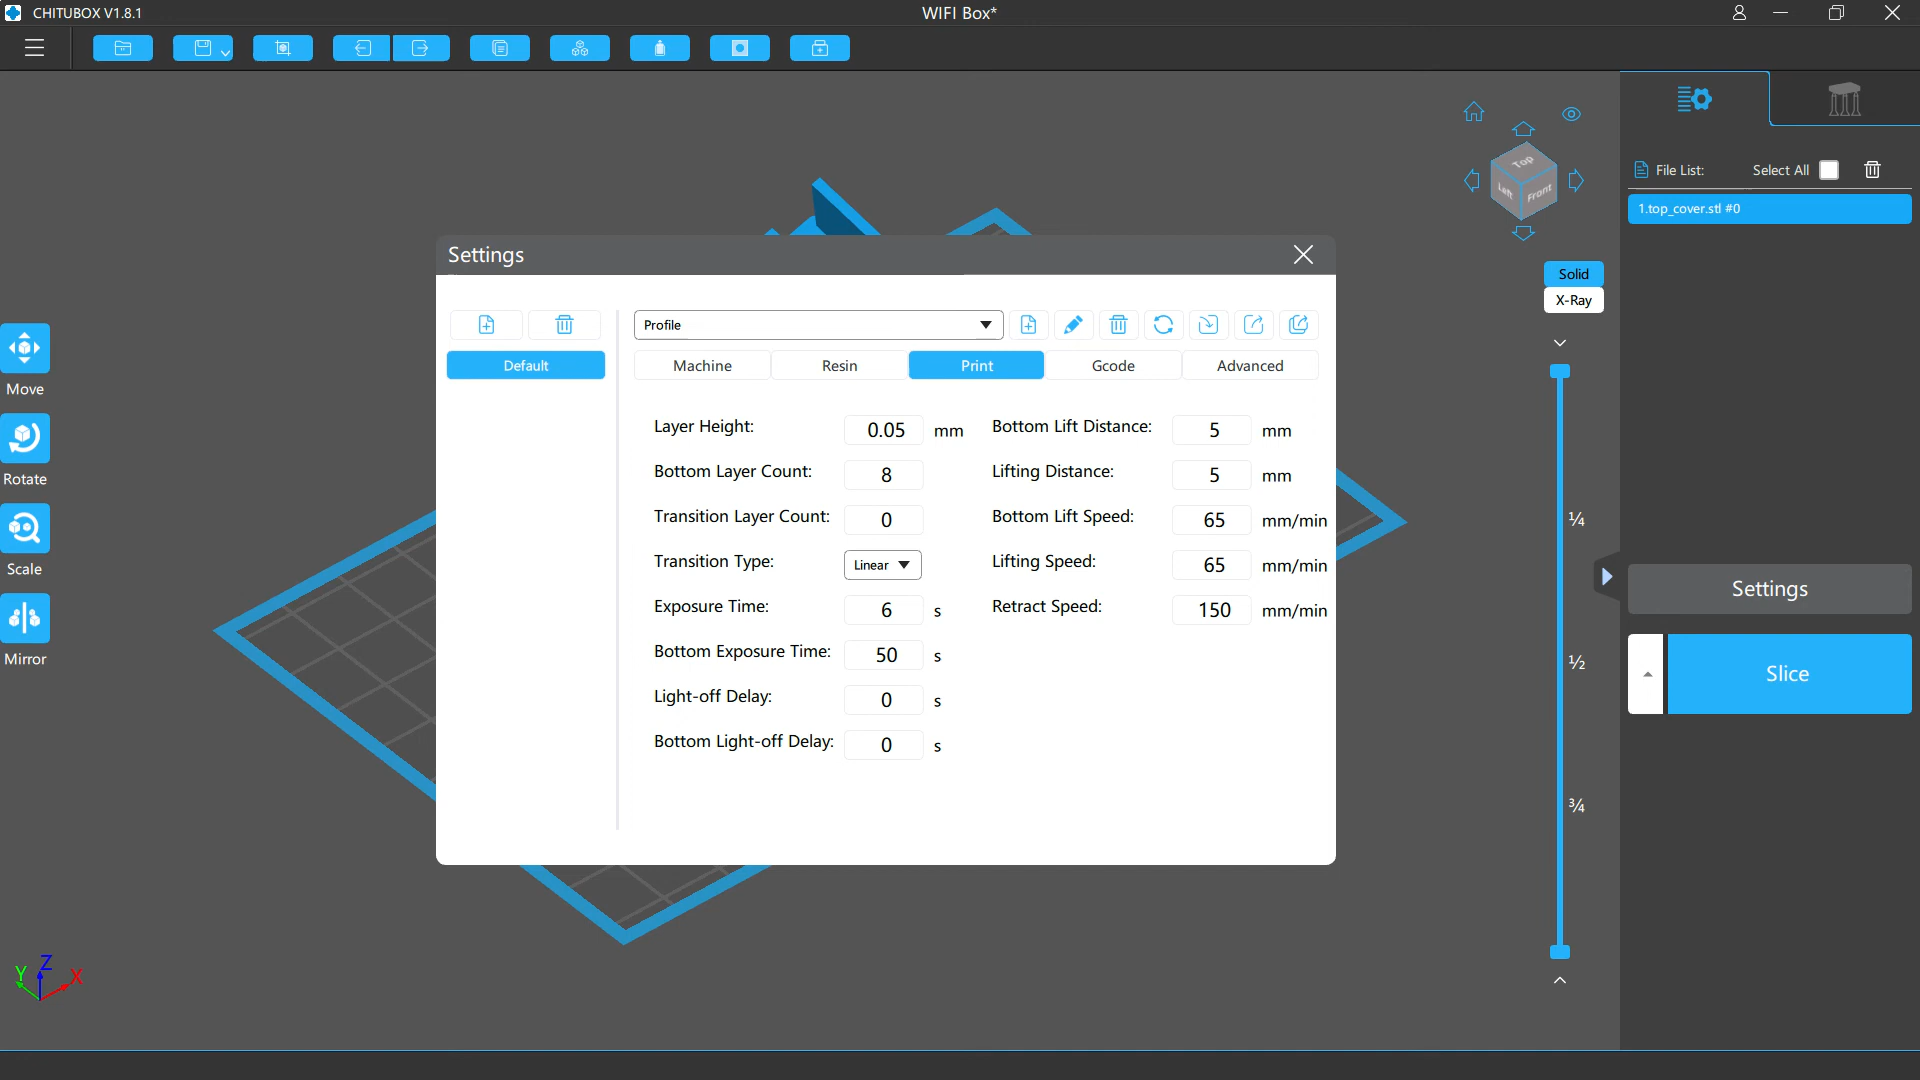 CHITUBOX V1.8.1
WIFI Box*
File List:
Select All
1.top_cover.stl #0
Top
Left
Front
Solid
X-Ray
Move
Rotate
Scale
Mirror
Settings
Default
Profile
Machine
Resin
Print
Gcode
Advanced
Layer Height: 0.05 mm
Bottom Layer Count: 8
Transition Layer Count: 0
Transition Type: Linear
Exposure Time: 6 s
Bottom Exposure Time: 50 s
Light-off Delay: 0 s
Bottom Light-off Delay: 0 s
Bottom Lift Distance: 5 mm
Lifting Distance: 5 mm
Bottom Lift Speed: 65 mm/min
Lifting Speed: 65 mm/min
Retract Speed: 150 mm/min
¼
½
¾
Settings
Slice
Y
Z
X